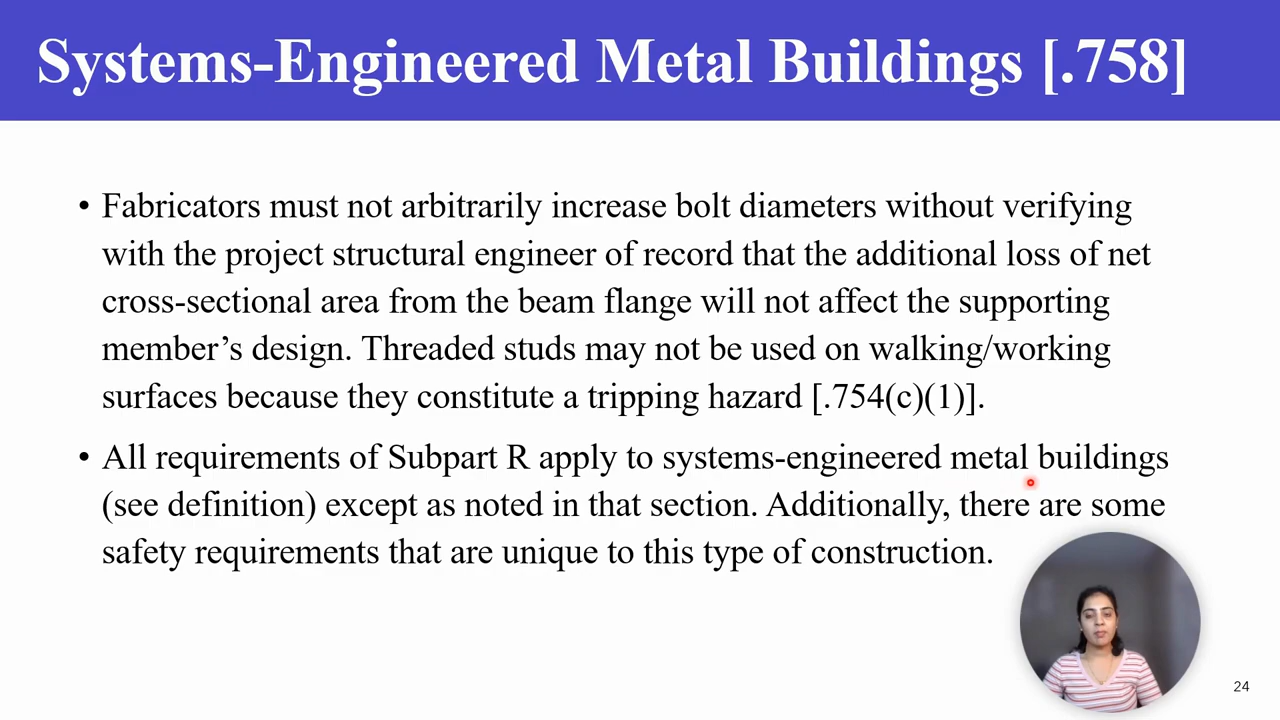 Systems-Engineered Metal Buildings [.758]
• Fabricators must not arbitrarily increase bolt diameters without verifying
with the project structural engineer of record that the additional loss of net
cross-sectional area from the beam flange will not affect the supporting
member’s design. Threaded studs may not be used on walking/working
surfaces because they constitute a tripping hazard [.754(c)(1)].
• All requirements of Subpart R apply to systems-engineered metal buildings
(see definition) except as noted in that section. Additionally, there are some
safety requirements that are unique to this type of construction.
24